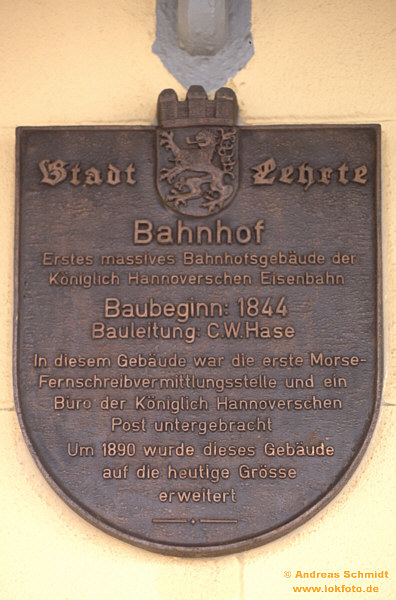 Stadt Lehrte
Bahnhof
Erstes massives Bahnhofsgebäude der
Königlich Hannoverschen Eisenbahn
Baubeginn: 1844
Bauleitung: C.W. Hase
In diesem Gebäude war die erste Morse-
Fernschreibvermittlungsstelle und ein
Büro der Königlich Hannoverschen
Post untergebracht
Um 1890 wurde dieses Gebäude
auf die heutige Grösse
erweitert
© Andreas Schmidt
www.lokfoto.de